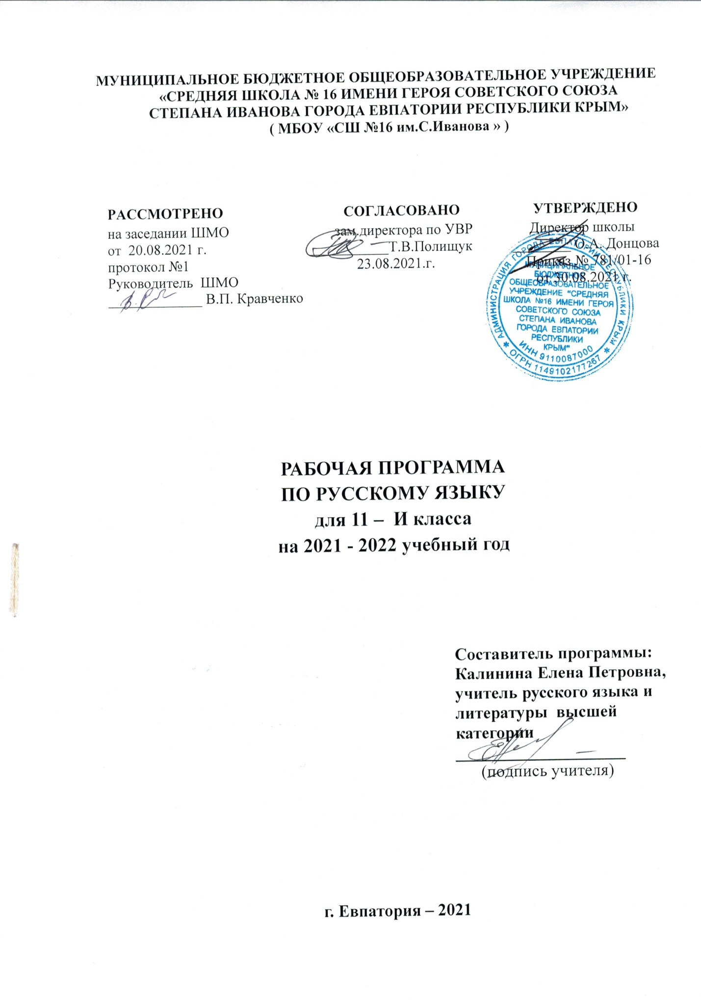 МУНИЦИПАЛЬНОЕ БЮДЖЕТНОЕ ОБЩЕОБРАЗОВАТЕЛЬНОЕ УЧРЕЖДЕНИЕ
«СРЕДНЯЯ ШКОЛА № 16 ИМЕНИ ГЕРОЯ СОВЕТСКОГО СОЮЗА
СТЕПАНА ИВАНОВА ГОРОДА ЕВПАТОРИИ РЕСПУБЛИКИ КРЫМ»
( МБОУ «СШ №16 им.С.Иванова » )
РАССМОТРЕНО
на заседании ШМО
от 20.08.2021 г.
протокол №1
Руководитель ШМО
В.П. Кравченко
СОГЛАСОВАНО
зам.директора по УВР
Т.В.Полищук
23.08.2021.г.
УТВЕРЖДЕНО
Директор школы
О.А. Донцова
Приказ № 781/01-16
от 30.08.2021 г.
АДМИНИСТРАЦИЯ ГОРОДА ЕВПАТОРИИ РЕСПУБЛИКИ КРЫМ
МУНИЦИПАЛЬНОЕ
БЮДЖЕТНОЕ
ОБЩЕОБРАЗОВАТЕЛЬНОЕ
УЧРЕЖДЕНИЕ "СРЕДНЯЯ
ШКОЛА №16 ИМЕНИ ГЕРОЯ
СОВЕТСКОГО СОЮЗА
СТЕПАНА ИВАНОВА
ГОРОДА ЕВПАТОРИИ
РЕСПУБЛИКИ
КРЫМ"
ИНН 9110087000
* ОГРН 1149102177267 *
РАБОЧАЯ ПРОГРАММА
ПО РУССКОМУ ЯЗЫКУ
для 11 – И класса
на 2021 - 2022 учебный год
Составитель программы:
Калинина Елена Петровна,
учитель русского языка и
литературы высшей
категории
(подпись учителя)
г. Евпатория – 2021